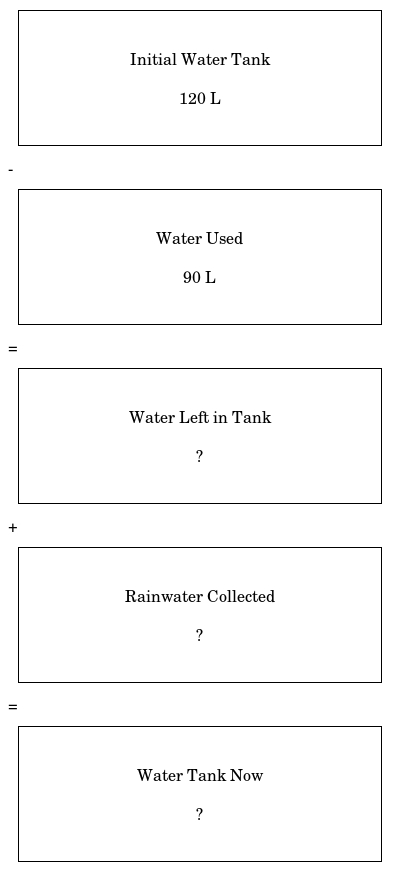 Initial Water Tank
120 L
-
Water Used
90 L
=
Water Left in Tank
?
+
Rainwater Collected
?
=
Water Tank Now
?